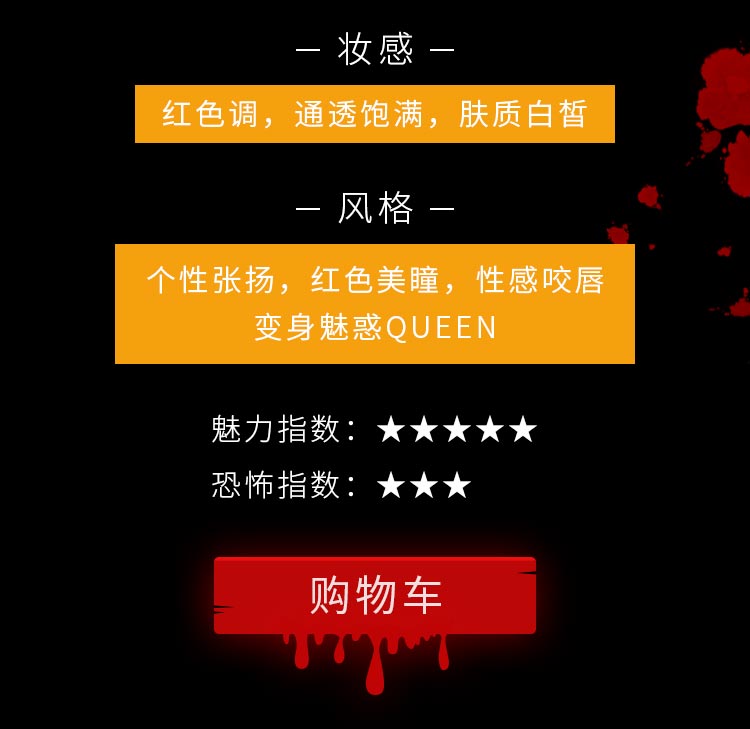 — 妆感 —
红色调，通透饱满，肤质白皙
— 风格 —
个性张扬，红色美瞳，性感咬唇
变身魅惑QUEEN
魅力指数：★★★★★
恐怖指数：★★★
购物车